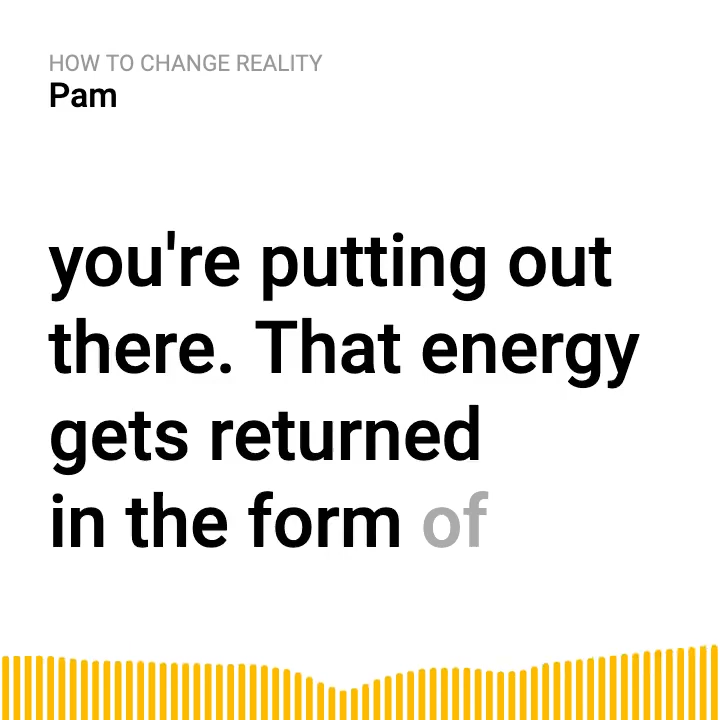 HOW TO CHANGE REALITY
Pam
you're putting out
there. That energy
gets returned
in the form of